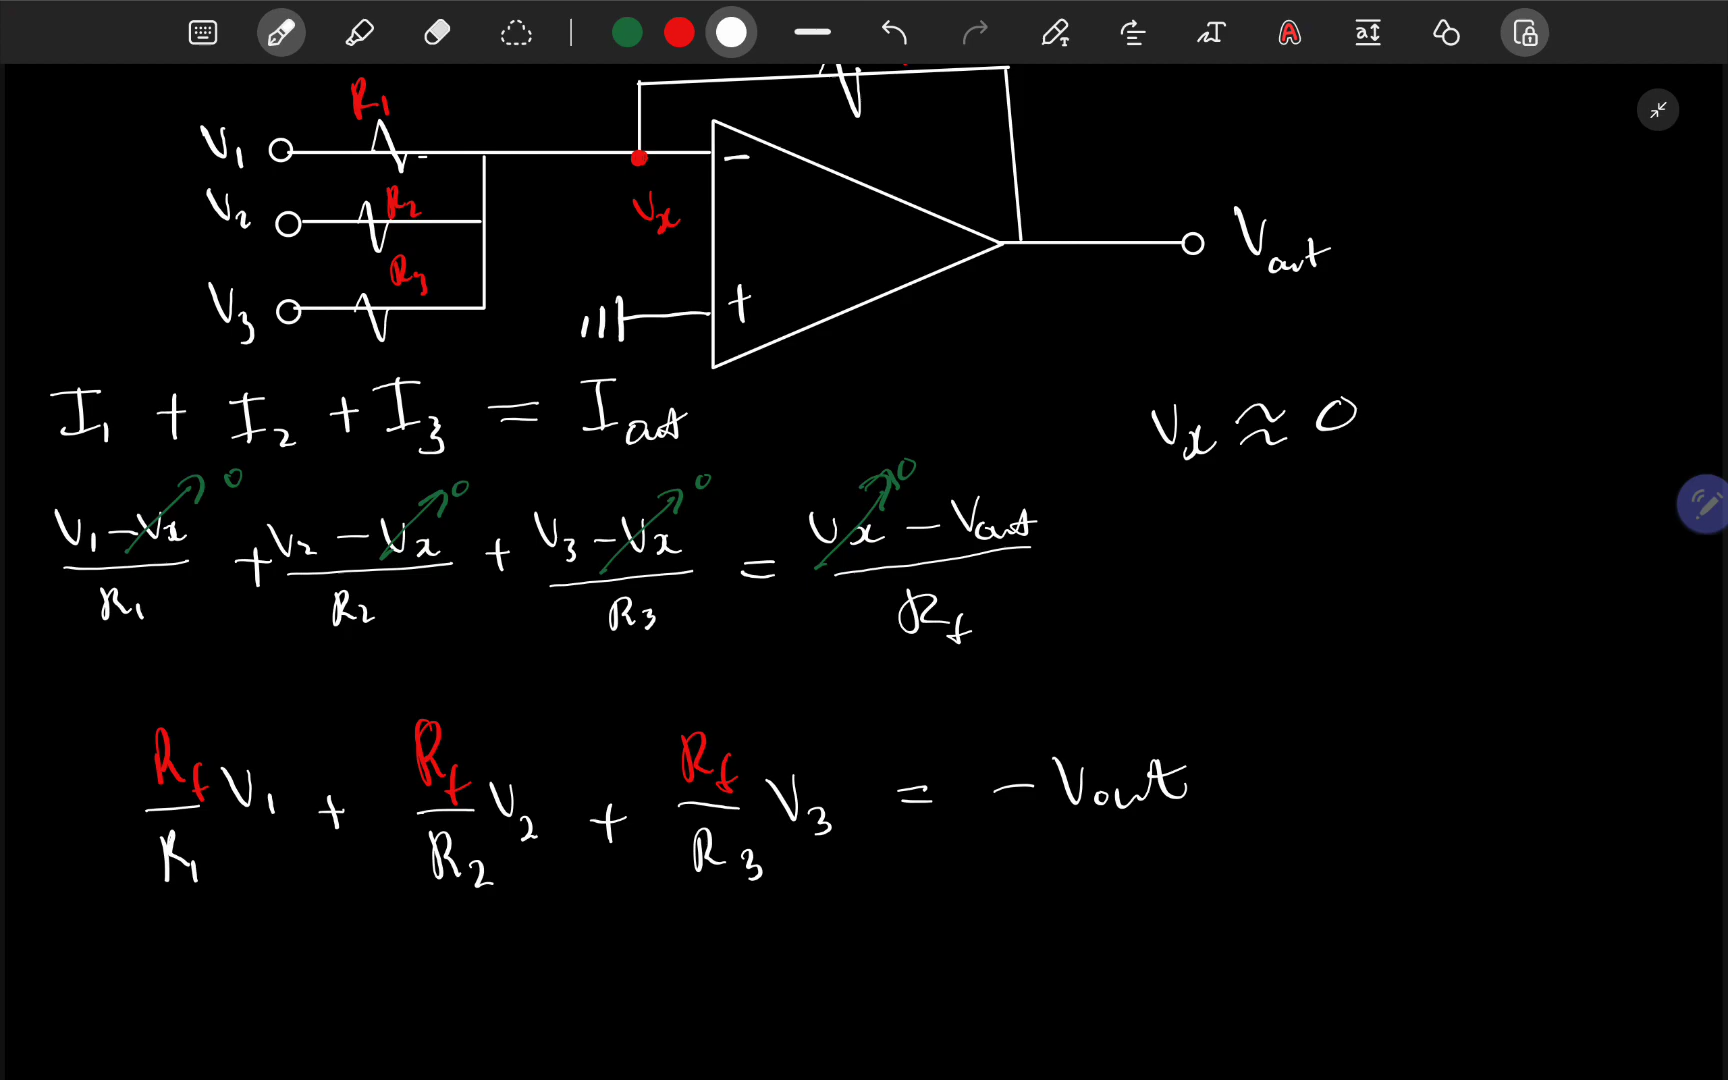 R₁
V₁
V₂ R₂
Vx −
R₃
Vout
V₃ +
I₁ + I₂ + I₃ = Iout Vx ≈ 0
0 0 0 0
(V₁ − Vx)/R₁ + (V₂ − Vx)/R₂ + (V₃ − Vx)/R₃ = (Vx − Vout)/Rf
Rf/R₁ V₁ + Rf/R₂ V₂ + Rf/R₃ V₃ = − Vout